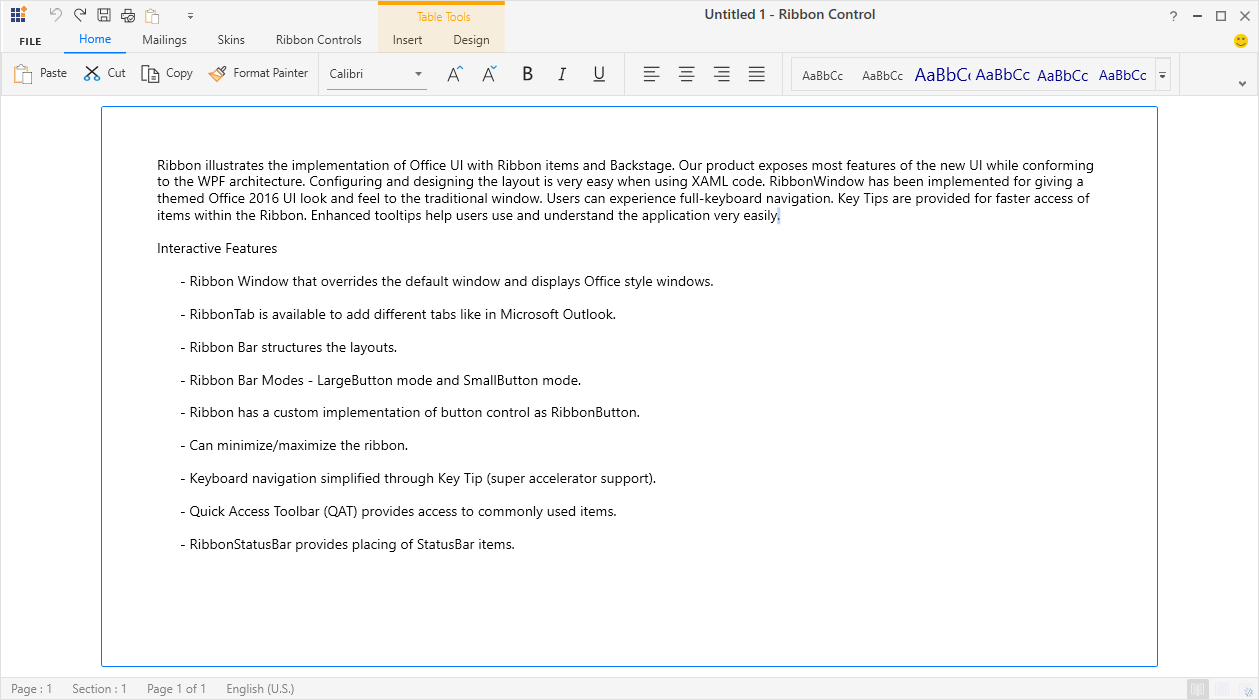 Table Tools
Untitled 1 - Ribbon Control
?
FILE
Home
Mailings
Skins
Ribbon Controls
Insert
Design
Paste
Cut
Copy
Format Painter
Calibri
A
A
B
I
U
AaBbCc
AaBbCc
AaBbCc
AaBbCc
AaBbCc
AaBbCc
Ribbon illustrates the implementation of Office UI with Ribbon items and Backstage. Our product exposes most features of the new UI while conforming
to the WPF architecture. Configuring and designing the layout is very easy when using XAML code. RibbonWindow has been implemented for giving a
themed Office 2016 UI look and feel to the traditional window. Users can experience full-keyboard navigation. Key Tips are provided for faster access of
items within the Ribbon. Enhanced tooltips help users use and understand the application very easily.
Interactive Features
- Ribbon Window that overrides the default window and displays Office style windows.
- RibbonTab is available to add different tabs like in Microsoft Outlook.
- Ribbon Bar structures the layouts.
- Ribbon Bar Modes - LargeButton mode and SmallButton mode.
- Ribbon has a custom implementation of button control as RibbonButton.
- Can minimize/maximize the ribbon.
- Keyboard navigation simplified through Key Tip (super accelerator support).
- Quick Access Toolbar (QAT) provides access to commonly used items.
- RibbonStatusBar provides placing of StatusBar items.
Page : 1
Section : 1
Page 1 of 1
English (U.S.)